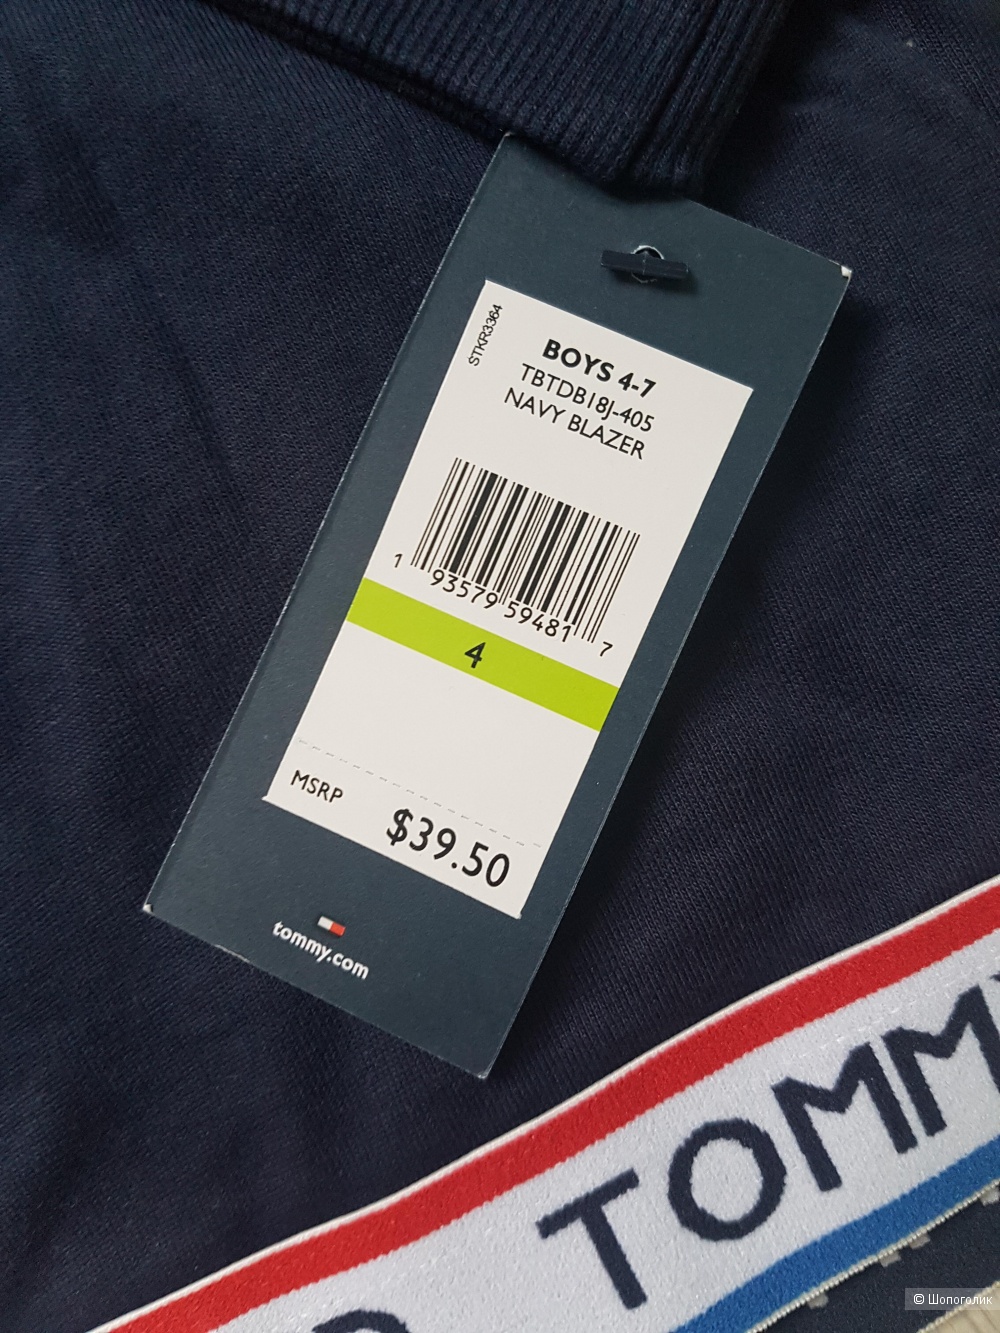 STKR3364
BOYS 4-7
TBTDB18J-405
NAVY BLAZER
1 93579 59481 7
4
MSRP
$39.50
tommy.com
TOMMY
© Шопоголик